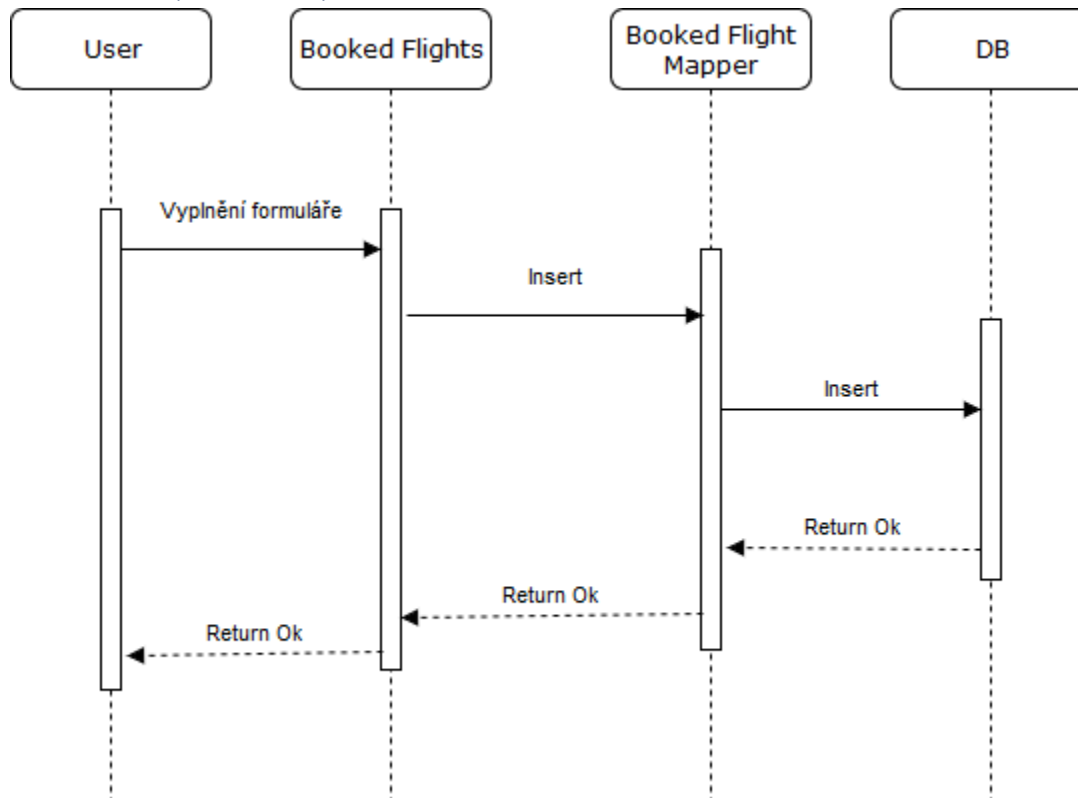 User
Booked Flights
Booked Flight
Mapper
DB
Vyplnění formuláře
Insert
Insert
Return Ok
Return Ok
Return Ok